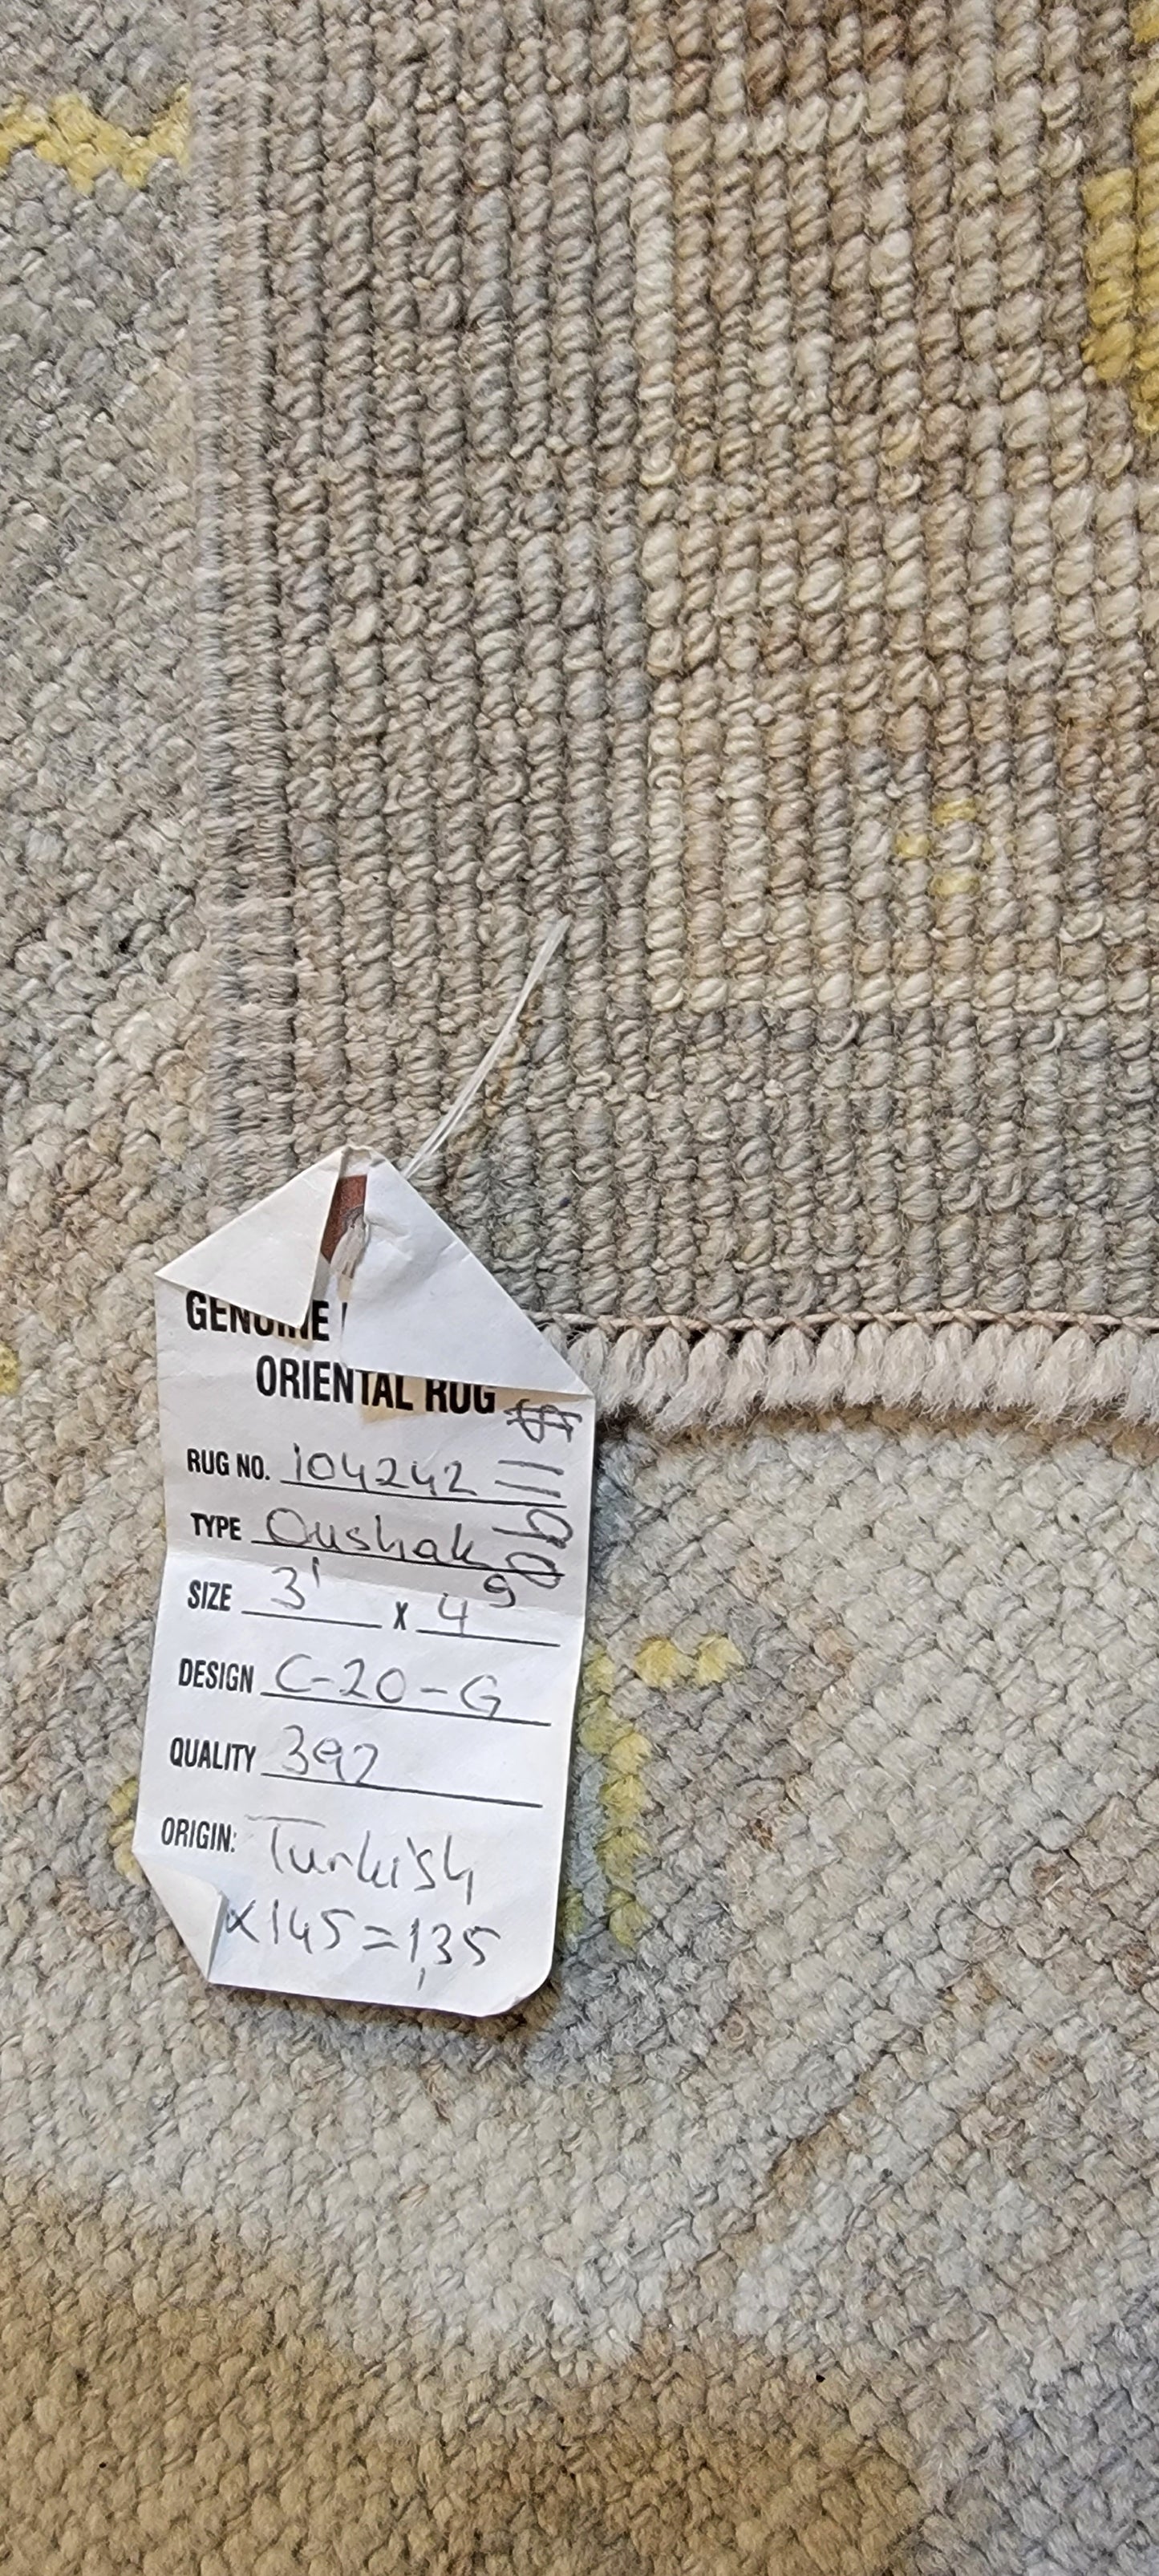 GENUINE
ORIENTAL RUG
RUG NO. 104242
TYPE Oushak
SIZE 3' x 4 9
DESIGN C-20-G
QUALITY 392
ORIGIN: Turkish
x145=1,35